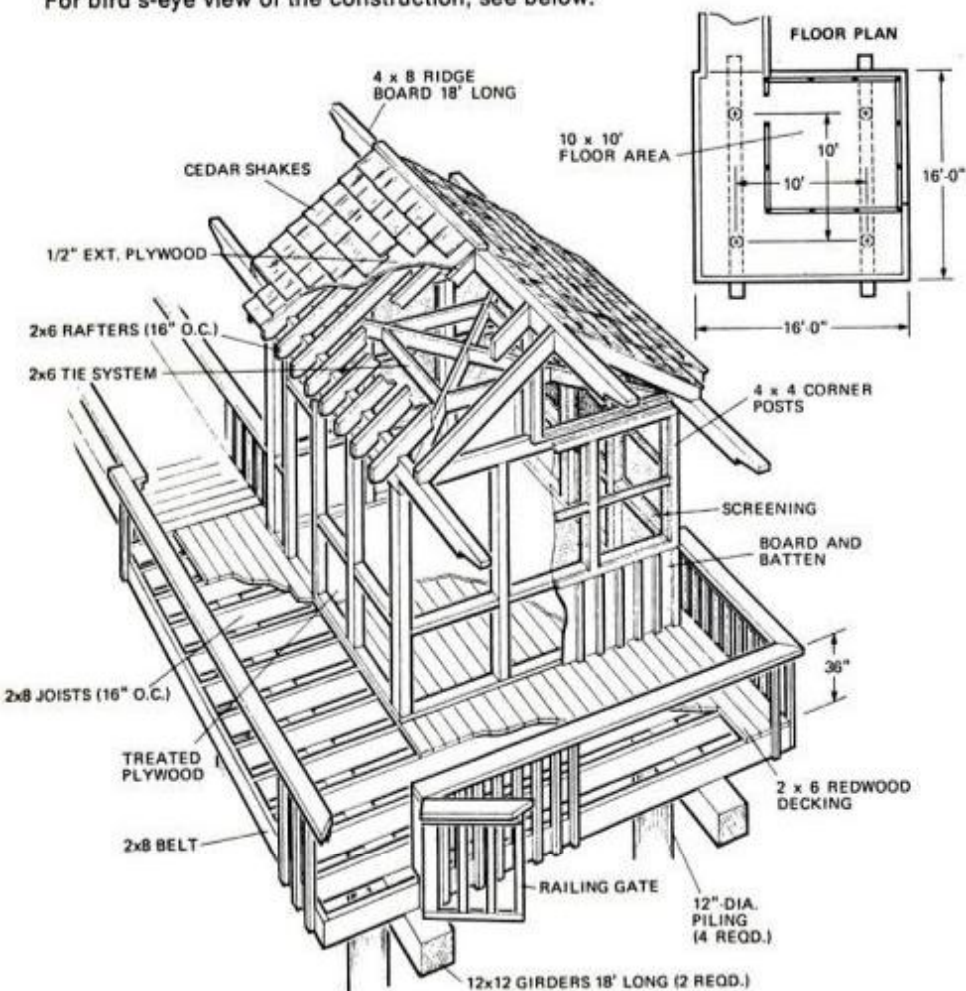 For bird's-eye view of the construction, see below.
FLOOR PLAN
4 x 8 RIDGE
BOARD 18' LONG
10 x 10'
FLOOR AREA
10'
10'
16'-0"
16'-0"
CEDAR SHAKES
1/2" EXT. PLYWOOD
2x6 RAFTERS (16" O.C.)
2x6 TIE SYSTEM
4 x 4 CORNER
POSTS
SCREENING
BOARD AND
BATTEN
36"
2x8 JOISTS (16" O.C.)
TREATED
PLYWOOD
2 x 6 REDWOOD
DECKING
2x8 BELT
RAILING GATE
12"-DIA.
PILING
(4 REQD.)
12x12 GIRDERS 18' LONG (2 REQD.)